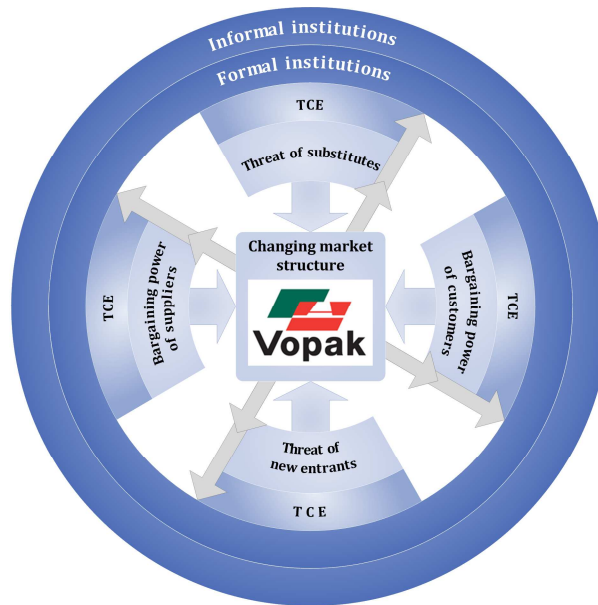 Informal institutions
Formal institutions
TCE
Threat of substitutes
TCE
Bargaining power
of suppliers
Changing market
structure
Vopak
Bargaining power
of customers
TCE
Threat of
new entrants
T C E